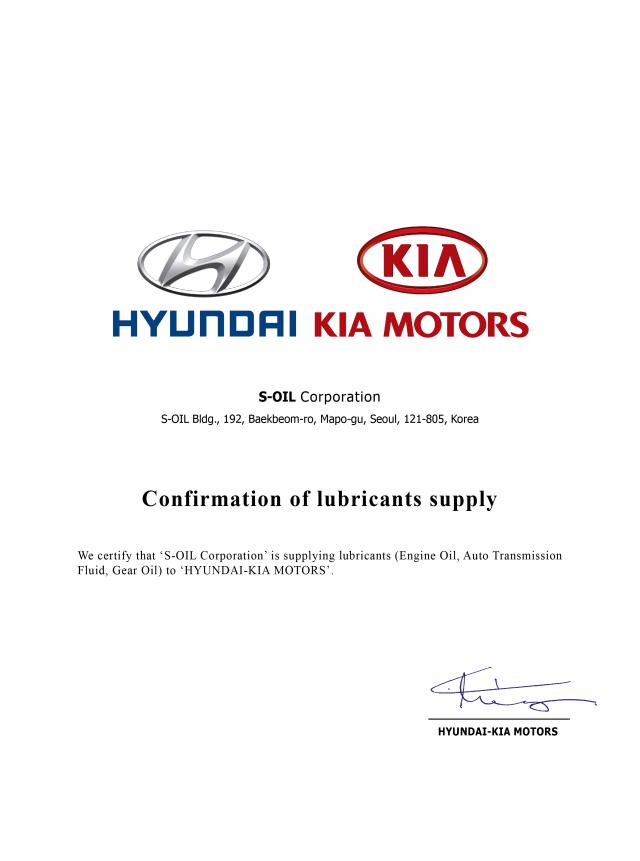 KIA
HYUNDAI KIA MOTORS
S-OIL Corporation
S-OIL Bldg., 192, Baekbeom-ro, Mapo-gu, Seoul, 121-805, Korea
Confirmation of lubricants supply
We certify that ‘S-OIL Corporation’ is supplying lubricants (Engine Oil, Auto Transmission
Fluid, Gear Oil) to ‘HYUNDAI-KIA MOTORS’.
HYUNDAI-KIA MOTORS